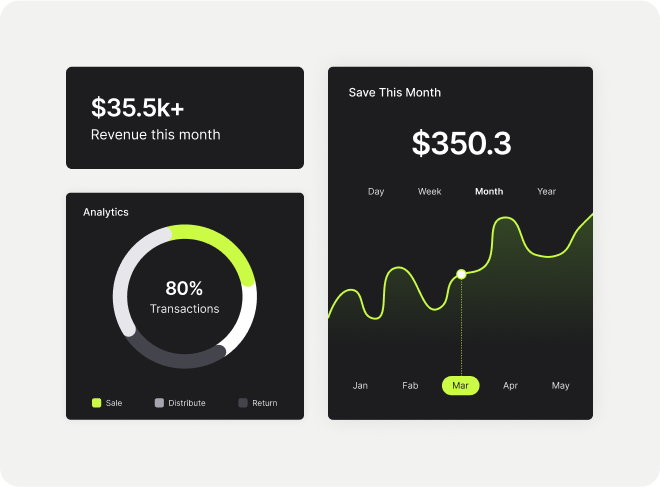 $35.5k+
Revenue this month
Analytics
80%
Transactions
Sale Distribute Return
Save This Month
$350.3
Day Week Month Year
Jan Feb Mar Apr May